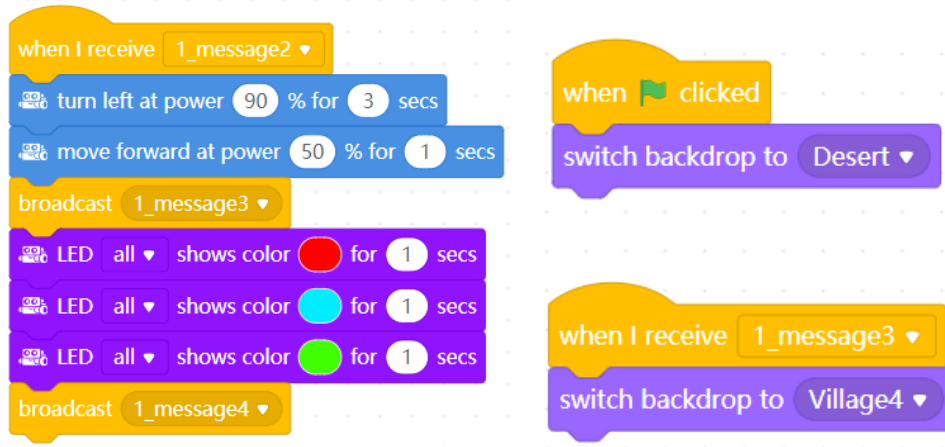 when I receive 1_message2
turn left at power 90 % for 3 secs
move forward at power 50 % for 1 secs
broadcast 1_message3
LED all shows color for 1 secs
LED all shows color for 1 secs
LED all shows color for 1 secs
broadcast 1_message4
when clicked
switch backdrop to Desert
when I receive 1_message3
switch backdrop to Village4